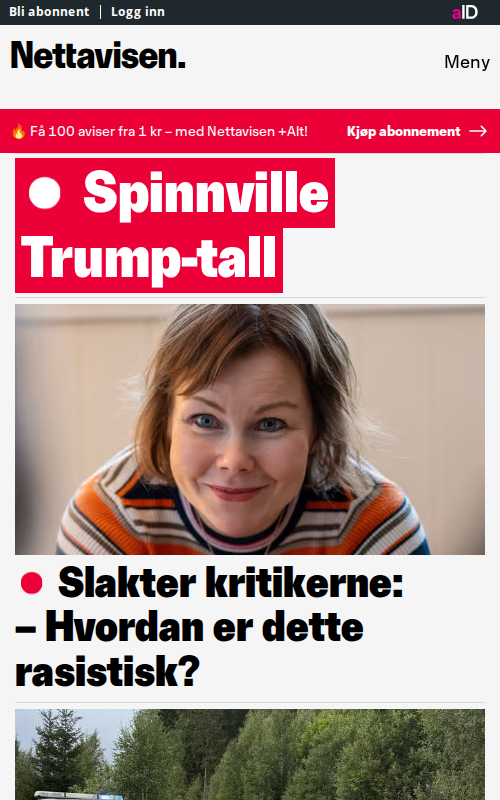 Bli abonnent | Logg inn
aID
Nettavisen.
Meny
🔥 Få 100 aviser fra 1 kr – med Nettavisen +Alt!
Kjøp abonnement →
Spinnville
Trump-tall
Slakter kritikerne:
– Hvordan er dette
rasistisk?